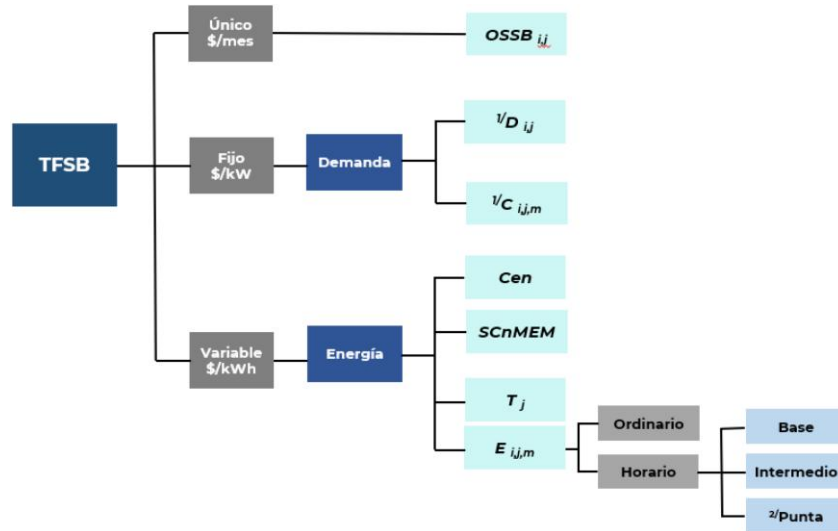 Único
$/mes
OSSB i,j
TFSB
Fijo
$/kW
Demanda
1/D i,j
1/C i,j,m
Variable
$/kWh
Energía
Cen
SCnMEM
T j
E i,j,m
Ordinario
Horario
Base
Intermedio
2/Punta